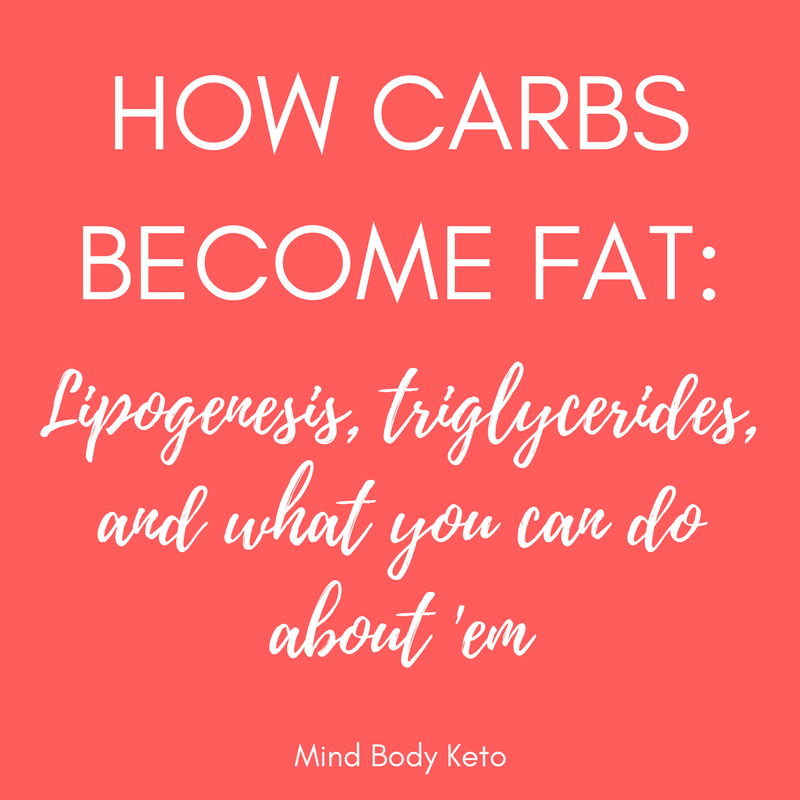 HOW CARBS
BECOME FAT:
Lipogenesis, triglycerides,
and what you can do
about 'em
Mind Body Keto